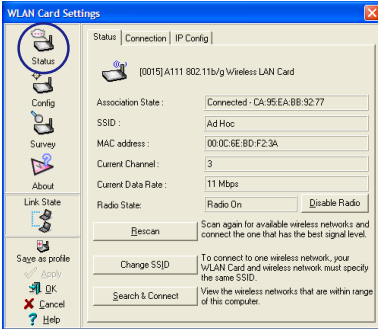 WLAN Card Settings
Status
Config
Survey
About
Link State
Save as profile
Apply
OK
Cancel
Help
Status Connection IP Config
[0015] A111 802.11b/g Wireless LAN Card
Association State : Connected - CA:95:EA:BB:92:77
SSID : Ad Hoc
MAC address : 00:0C:6E:BD:F2:3A
Current Channel : 3
Current Data Rate : 11 Mbps
Radio State: Radio On Disable Radio
Rescan
Scan again for available wireless networks and
connect the one that has the best signal level.
Change SSID
To connect to one wireless network, your
WLAN Card and wireless network must specify
the same SSID.
Search & Connect
View the wireless networks that are within range
of this computer.